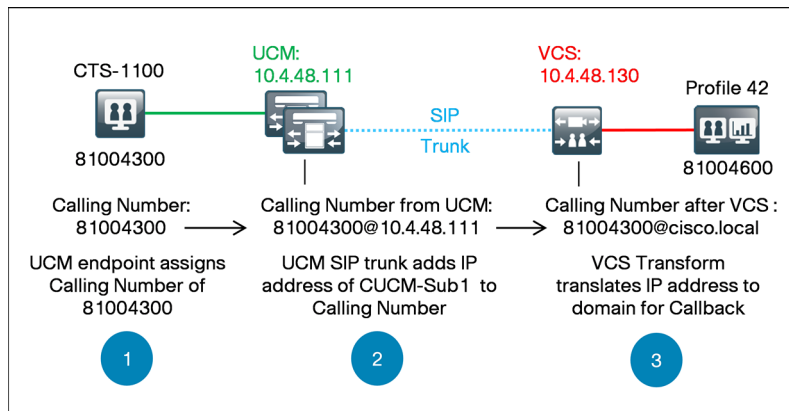 UCM:
10.4.48.111
VCS:
10.4.48.130
CTS-1100
Profile 42
SIP
Trunk
81004300
81004600
Calling Number:
81004300
Calling Number from UCM:
81004300@10.4.48.111
Calling Number after VCS :
81004300@cisco.local
UCM endpoint assigns
Calling Number of
81004300
UCM SIP trunk adds IP
address of CUCM-Sub1 to
Calling Number
VCS Transform
translates IP address to
domain for Callback
1
2
3